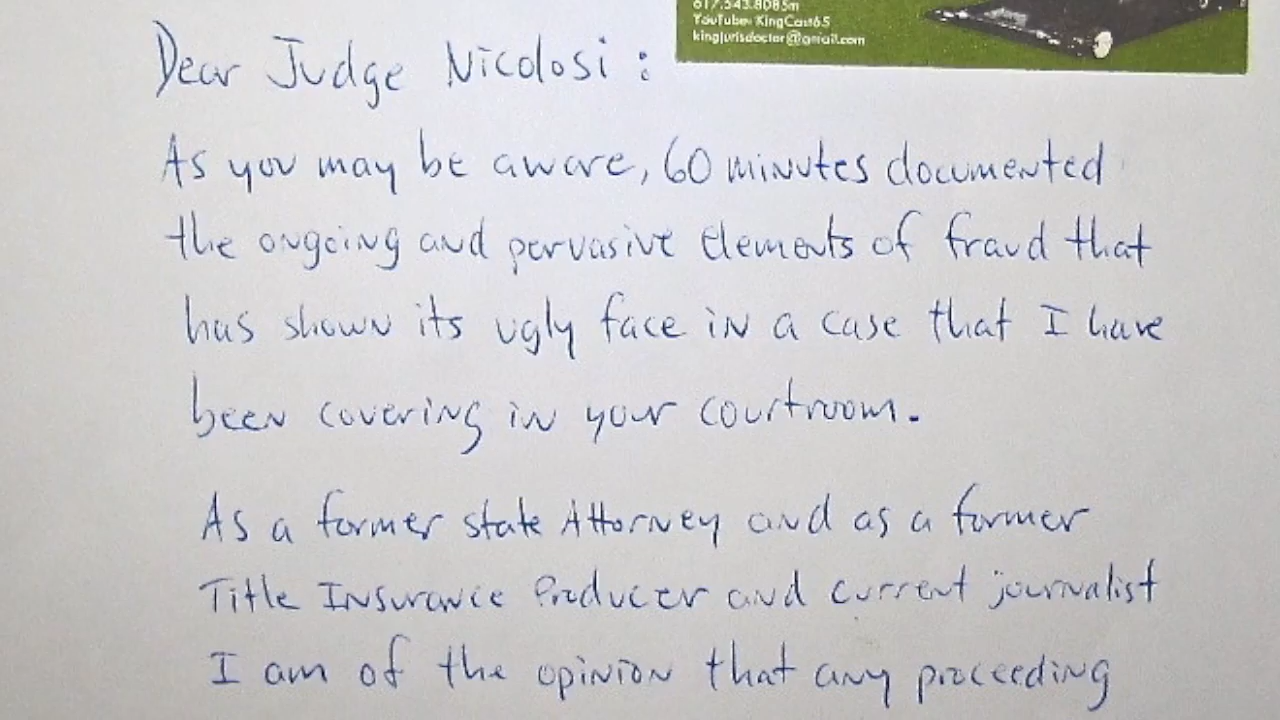 617.543.8085m
YouTube: KingCast65
kingjurisdoctor@gmail.com
Dear Judge Nicolosi :
As you may be aware, 60 minutes documented
the ongoing and pervasive elements of fraud that
has shown its ugly face in a case that I have
been covering in your courtroom.
As a former state Attorney and as a former
Title Insurance Producer and current journalist
I am of the opinion that any proceeding